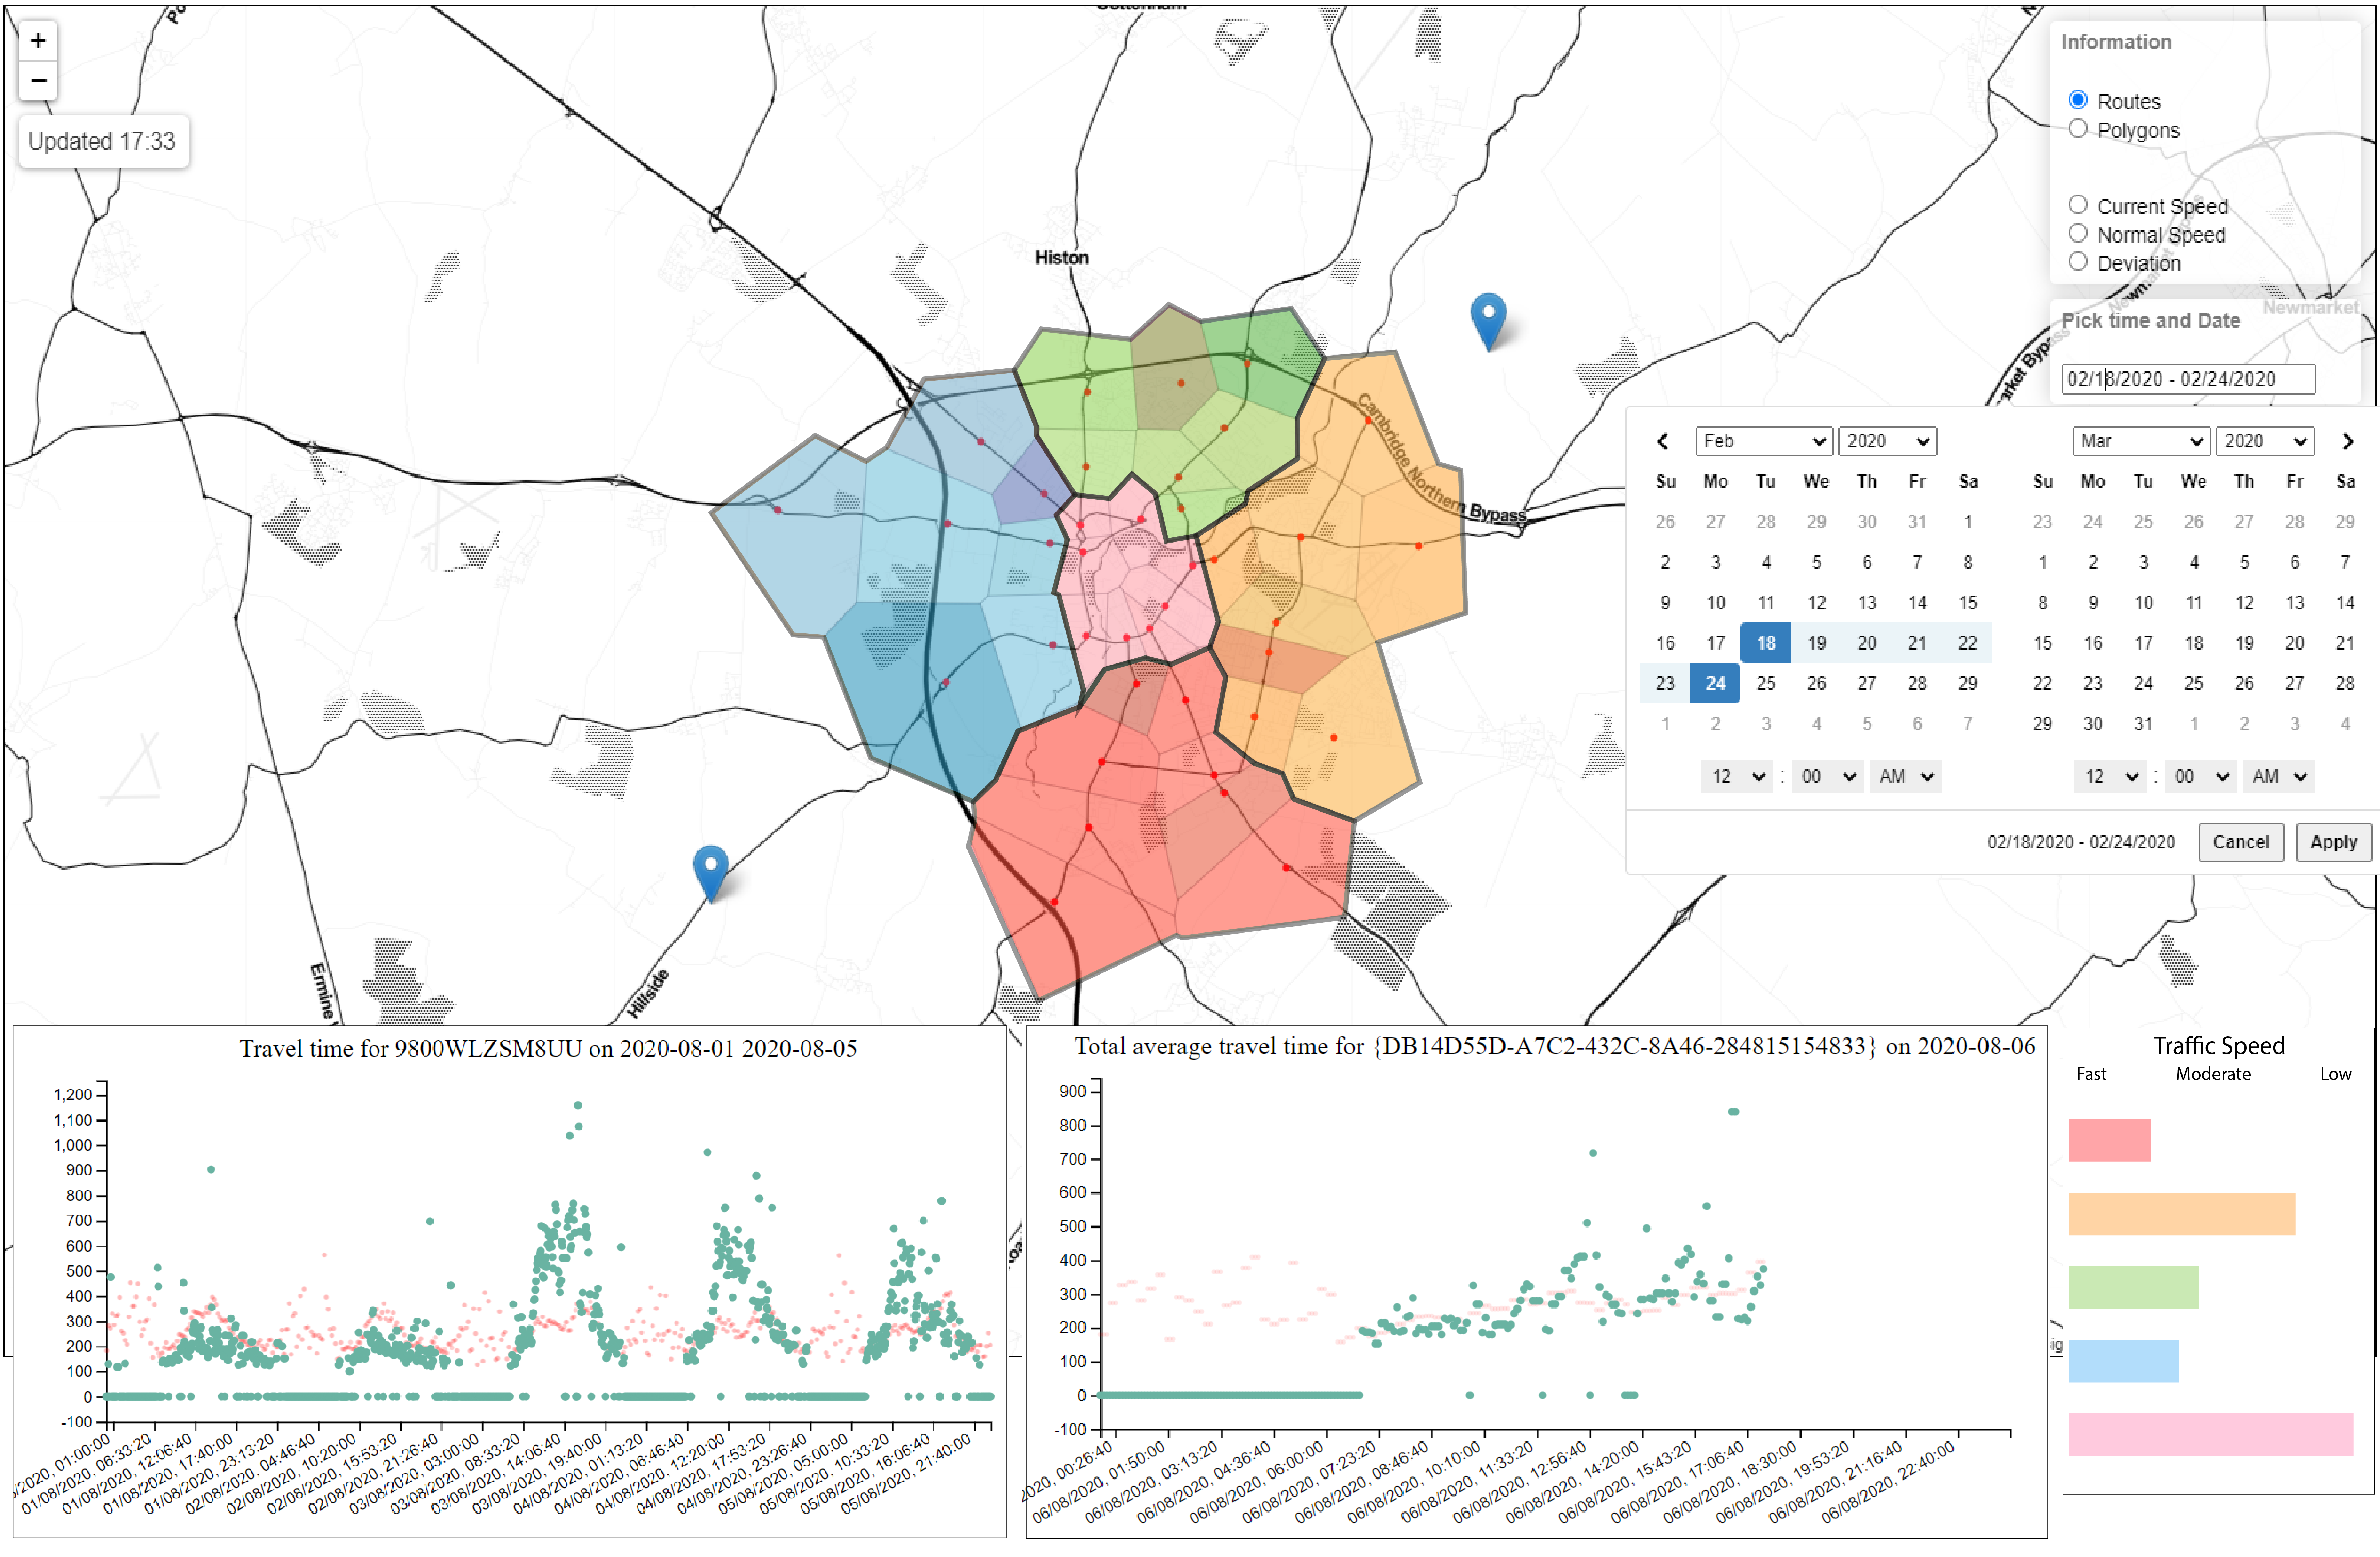 +
−
Updated 17:33
Histon
Cambridge Northern Bypass
Hillside
Information
Routes
Polygons
Current Speed
Normal Speed
Deviation
Newmarket
Pick time and Date
02/18/2020 - 02/24/2020
Feb 2020 Mar 2020
Su Mo Tu We Th Fr Sa Su Mo Tu We Th Fr Sa
26 27 28 29 30 31 1 23 24 25 26 27 28 29
2 3 4 5 6 7 8 1 2 3 4 5 6 7
9 10 11 12 13 14 15 8 9 10 11 12 13 14
16 17 18 19 20 21 22 15 16 17 18 19 20 21
23 24 25 26 27 28 29 22 23 24 25 26 27 28
1 2 3 4 5 6 7 29 30 31 1 2 3 4
12 : 00 AM 12 : 00 AM
02/18/2020 - 02/24/2020 Cancel Apply
Ermine
Travel time for 9800WLZSM8UU on 2020-08-01 2020-08-05
1,200
1,100
1,000
900
800
700
600
500
400
300
200
100
0
-100
/2020, 01:00:00
01/08/2020, 06:33:20
01/08/2020, 12:06:40
01/08/2020, 17:40:00
01/08/2020, 23:13:20
02/08/2020, 04:46:40
02/08/2020, 10:20:00
02/08/2020, 15:53:20
02/08/2020, 21:26:40
03/08/2020, 03:00:00
03/08/2020, 08:33:20
03/08/2020, 14:06:40
03/08/2020, 19:40:00
04/08/2020, 01:13:20
04/08/2020, 06:46:40
04/08/2020, 12:20:00
04/08/2020, 17:53:20
04/08/2020, 23:26:40
05/08/2020, 05:00:00
05/08/2020, 10:33:20
05/08/2020, 16:06:40
05/08/2020, 21:40:00
Total average travel time for {DB14D55D-A7C2-432C-8A46-284815154833} on 2020-08-06
900
800
700
600
500
400
300
200
100
0
-100
2020, 00:26:40
06/08/2020, 01:50:00
06/08/2020, 03:13:20
06/08/2020, 04:36:40
06/08/2020, 06:00:00
06/08/2020, 07:23:20
06/08/2020, 08:46:40
06/08/2020, 10:10:00
06/08/2020, 11:33:20
06/08/2020, 12:56:40
06/08/2020, 14:20:00
06/08/2020, 15:43:20
06/08/2020, 17:06:40
06/08/2020, 18:30:00
06/08/2020, 19:53:20
06/08/2020, 21:16:40
06/08/2020, 22:40:00
Traffic Speed
Fast Moderate Low